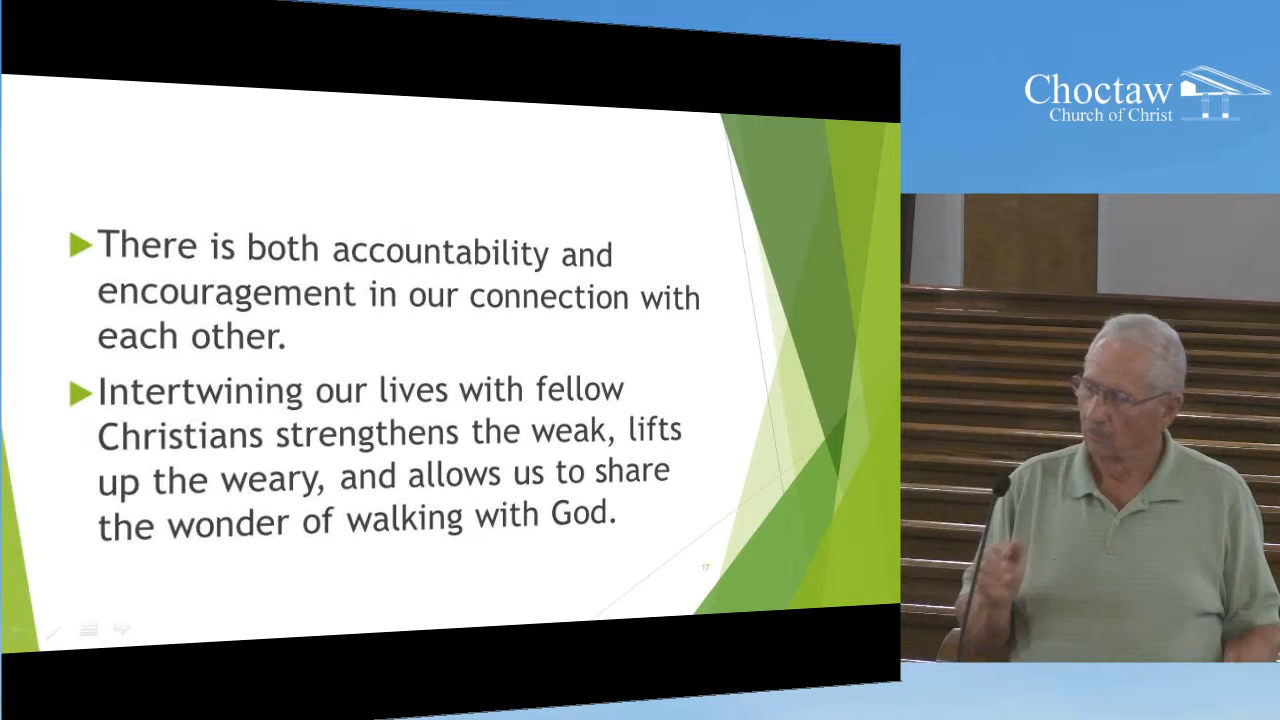 Choctaw
Church of Christ
There is both accountability and
encouragement in our connection with
each other.
Intertwining our lives with fellow
Christians strengthens the weak, lifts
up the weary, and allows us to share
the wonder of walking with God.
17